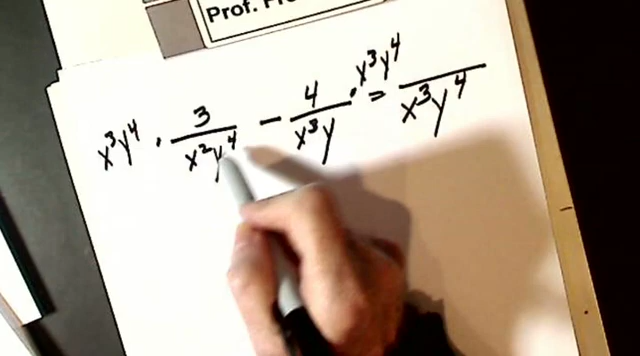 Prof.
x³y⁴ · 3/(x²y⁴) − 4/(x³y) · x³y⁴ = /(x³y⁴)